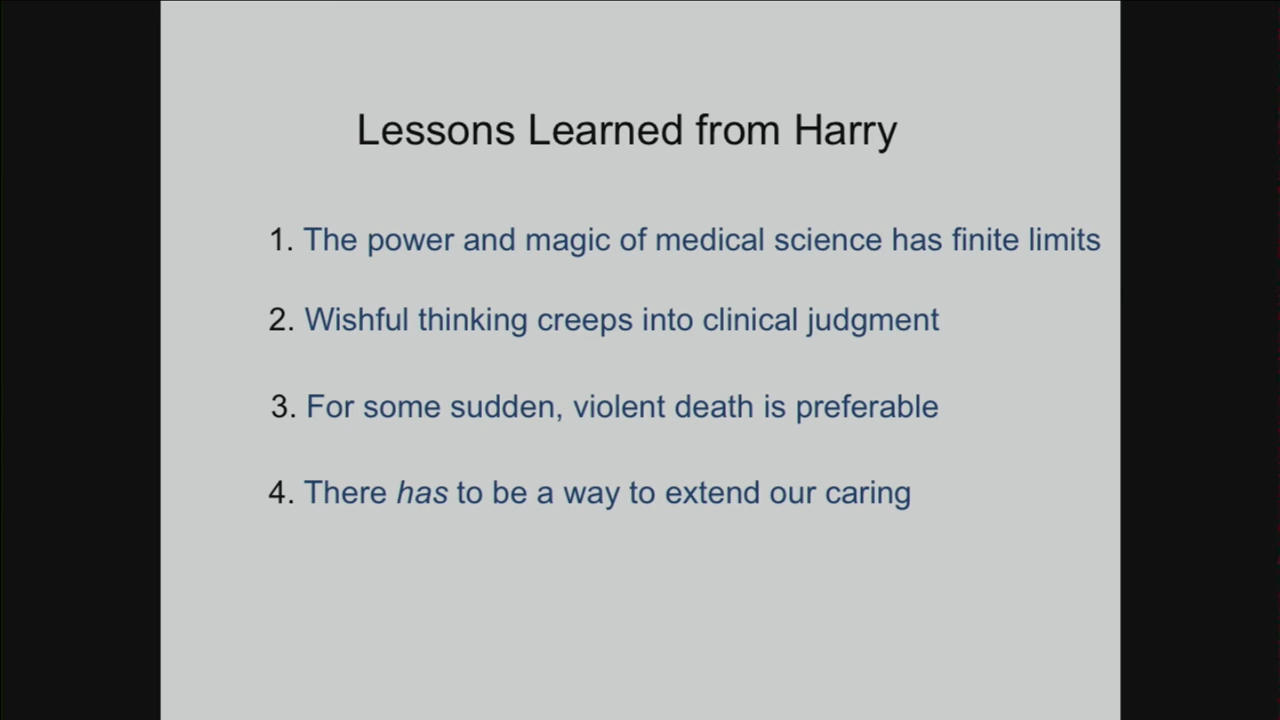 Lessons Learned from Harry
1. The power and magic of medical science has finite limits
2. Wishful thinking creeps into clinical judgment
3. For some sudden, violent death is preferable
4. There has to be a way to extend our caring